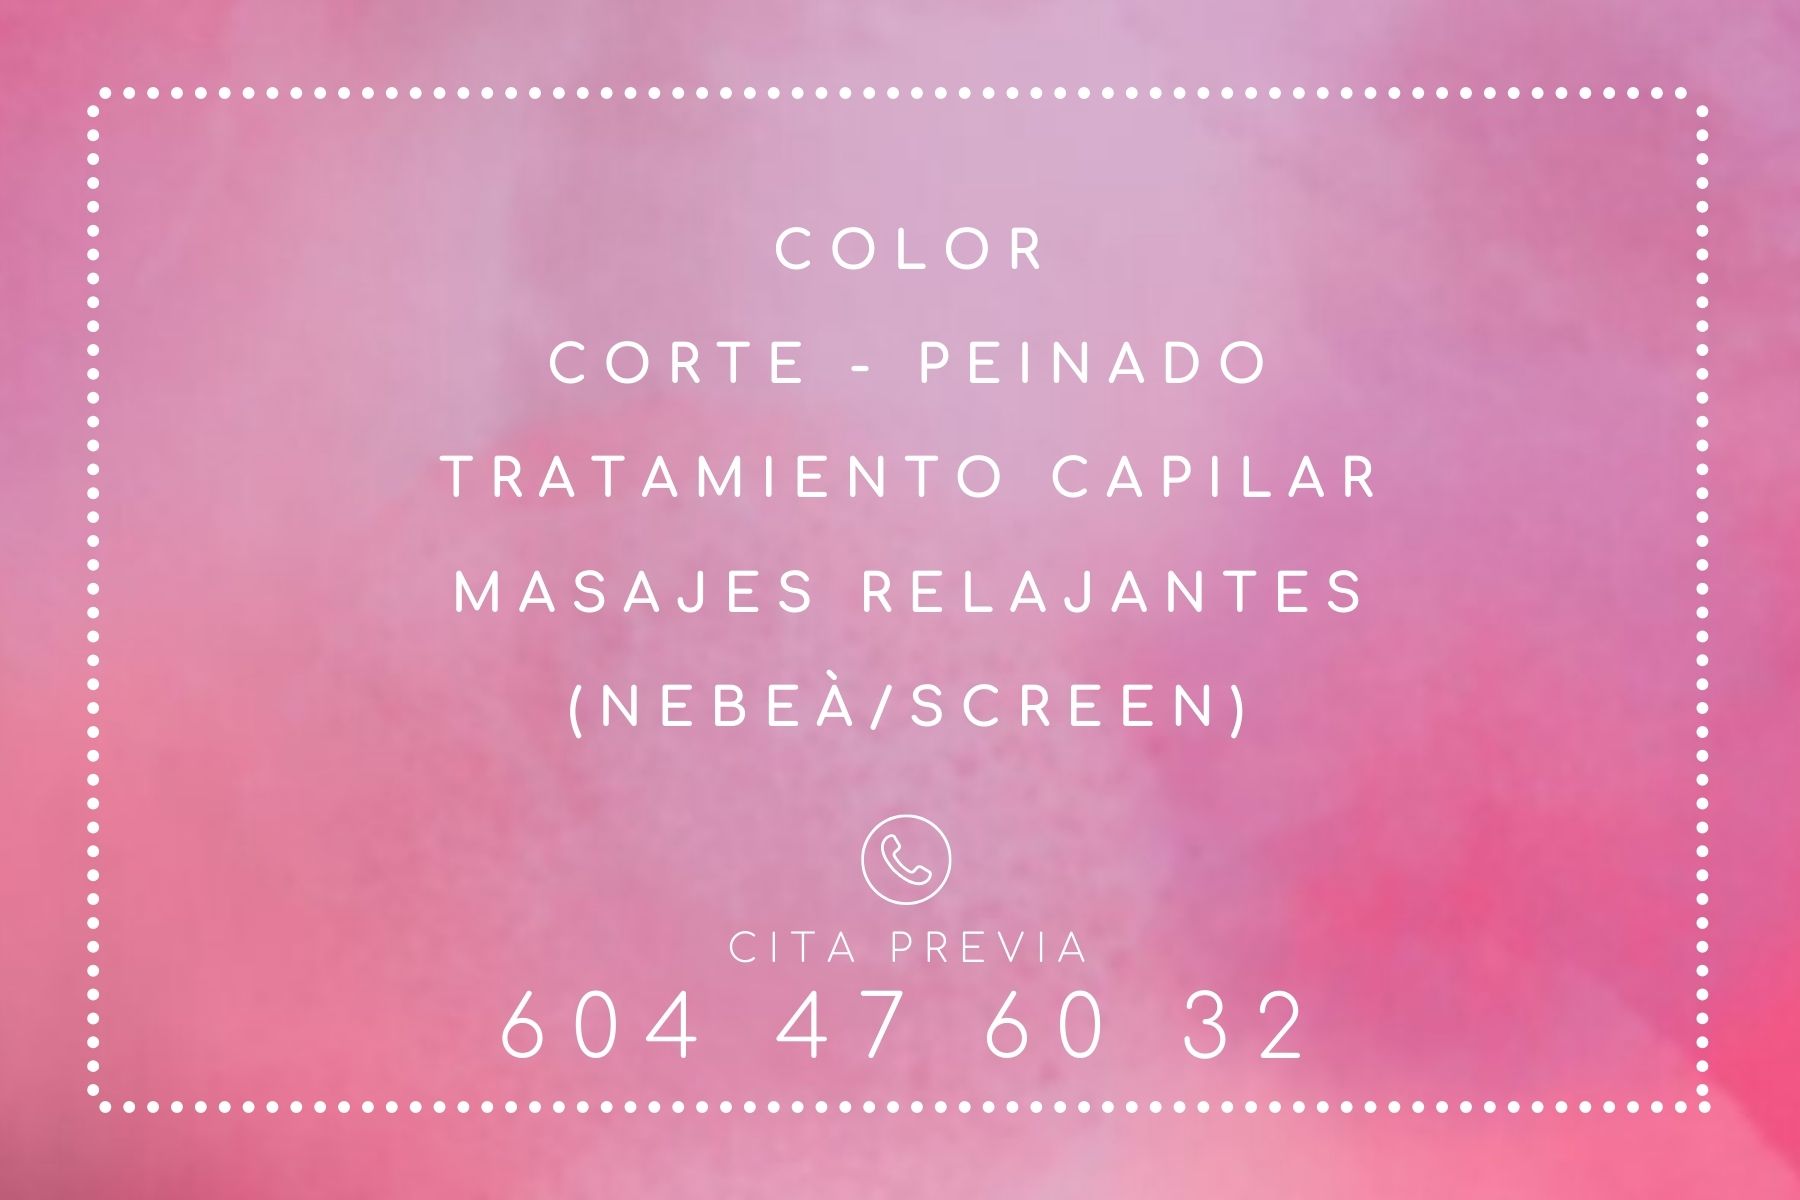 COLOR
CORTE - PEINADO
TRATAMIENTO CAPILAR
MASAJES RELAJANTES
(NEBEÀ/SCREEN)
CITA PREVIA
604 47 60 32